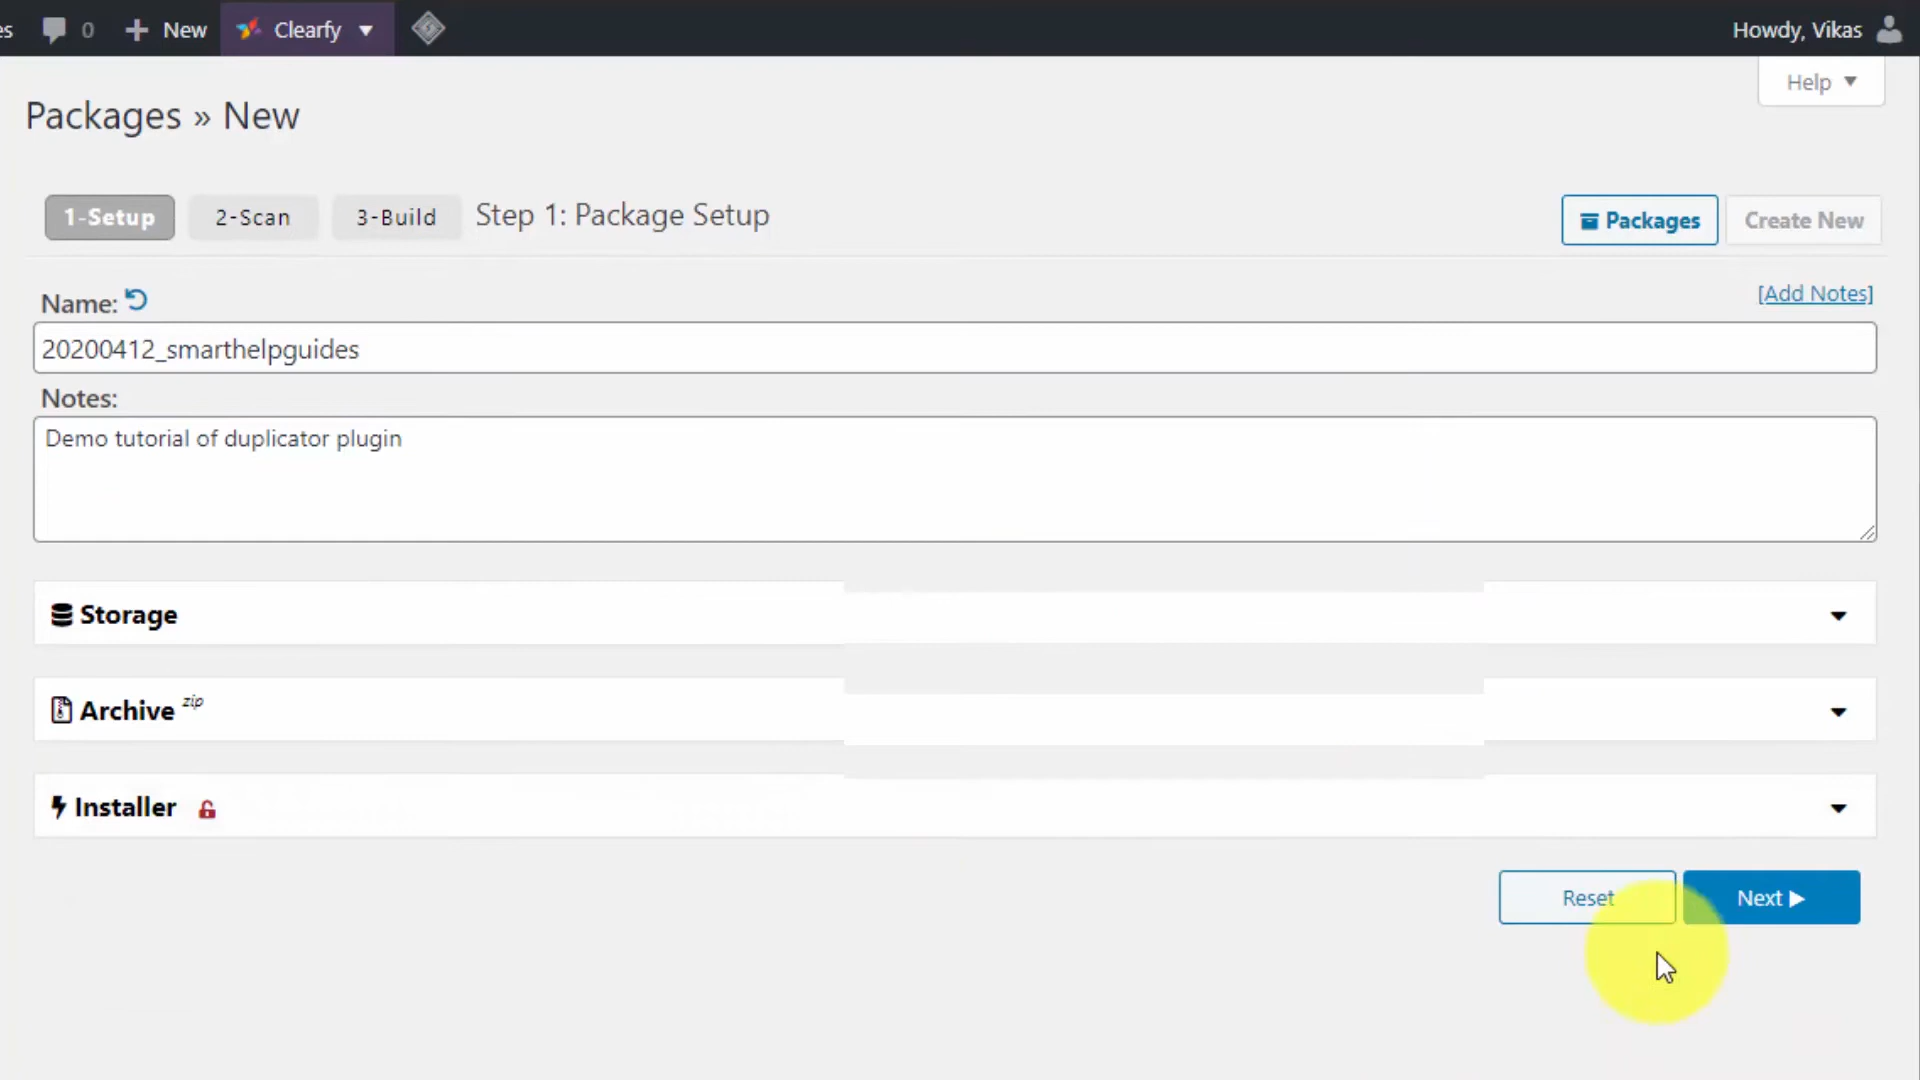 es 0 New Clearfy Howdy, Vikas
Help
Packages » New
1-Setup 2-Scan 3-Build Step 1: Package Setup Packages Create New
Name: [Add Notes]
20200412_smarthelpguides
Notes:
Demo tutorial of duplicator plugin
Storage
Archive zip
Installer
Reset Next